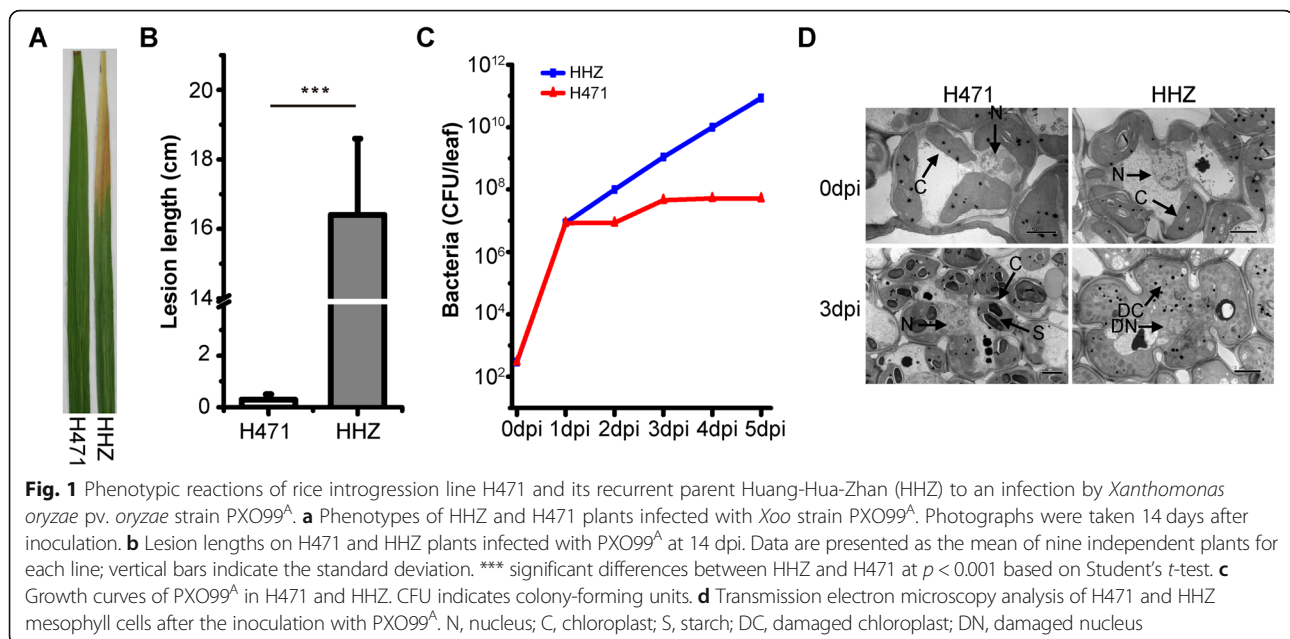 A
H471
HHZ
B
Lesion length (cm)
20
18
16
14
2
0
***
H471
HHZ
C
Bacteria (CFU/leaf)
10^12
10^10
10^8
10^6
10^4
10^2
HHZ
H471
0dpi 1dpi 2dpi 3dpi 4dpi 5dpi
D
H471
HHZ
0dpi
N
C
N
C
3dpi
C
N
S
DC
DN
Fig. 1 Phenotypic reactions of rice introgression line H471 and its recurrent parent Huang-Hua-Zhan (HHZ) to an infection by Xanthomonas
oryzae pv. oryzae strain PXO99^A. a Phenotypes of HHZ and H471 plants infected with Xoo strain PXO99^A. Photographs were taken 14 days after
inoculation. b Lesion lengths on H471 and HHZ plants infected with PXO99^A at 14 dpi. Data are presented as the mean of nine independent plants for
each line; vertical bars indicate the standard deviation. *** significant differences between HHZ and H471 at p < 0.001 based on Student's t-test. c
Growth curves of PXO99^A in H471 and HHZ. CFU indicates colony-forming units. d Transmission electron microscopy analysis of H471 and HHZ
mesophyll cells after the inoculation with PXO99^A. N, nucleus; C, chloroplast; S, starch; DC, damaged chloroplast; DN, damaged nucleus